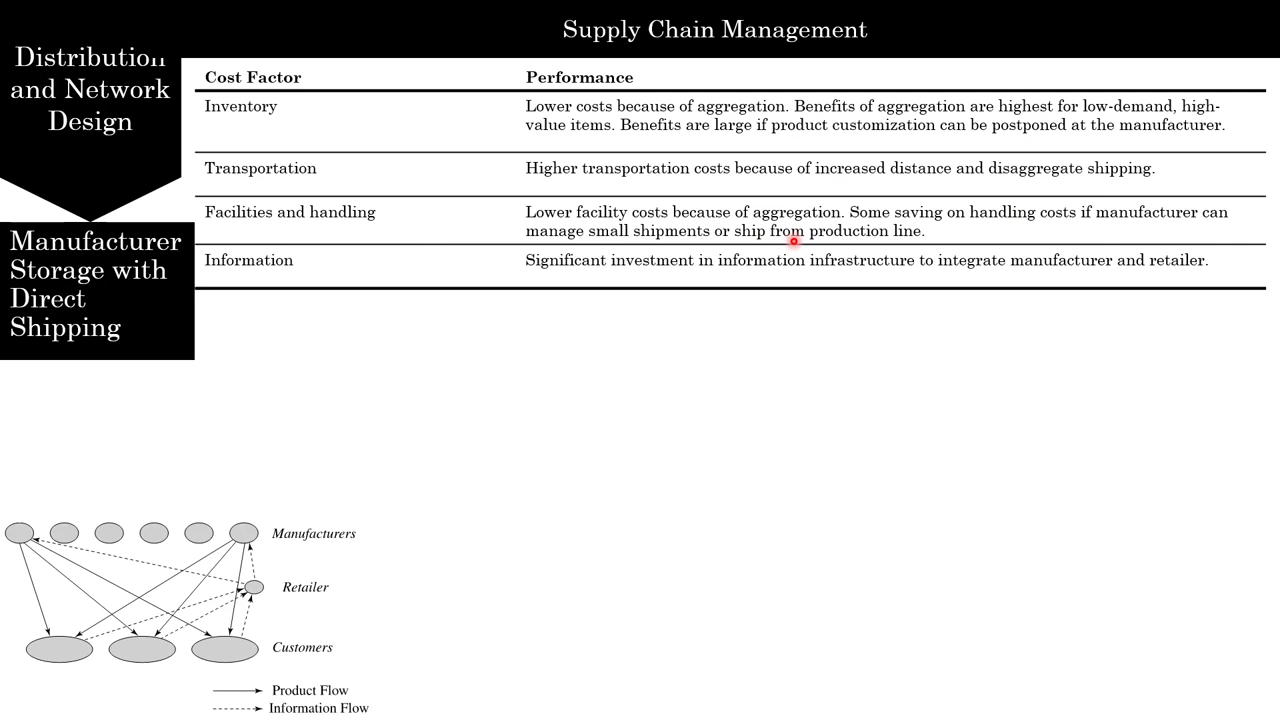 Supply Chain Management
Distribution
and Network
Design
Manufacturer
Storage with
Direct
Shipping
Cost Factor Performance
Inventory Lower costs because of aggregation. Benefits of aggregation are highest for low-demand, high-
value items. Benefits are large if product customization can be postponed at the manufacturer.
Transportation Higher transportation costs because of increased distance and disaggregate shipping.
Facilities and handling Lower facility costs because of aggregation. Some saving on handling costs if manufacturer can
manage small shipments or ship from production line.
Information Significant investment in information infrastructure to integrate manufacturer and retailer.
Manufacturers
Retailer
Customers
Product Flow
Information Flow